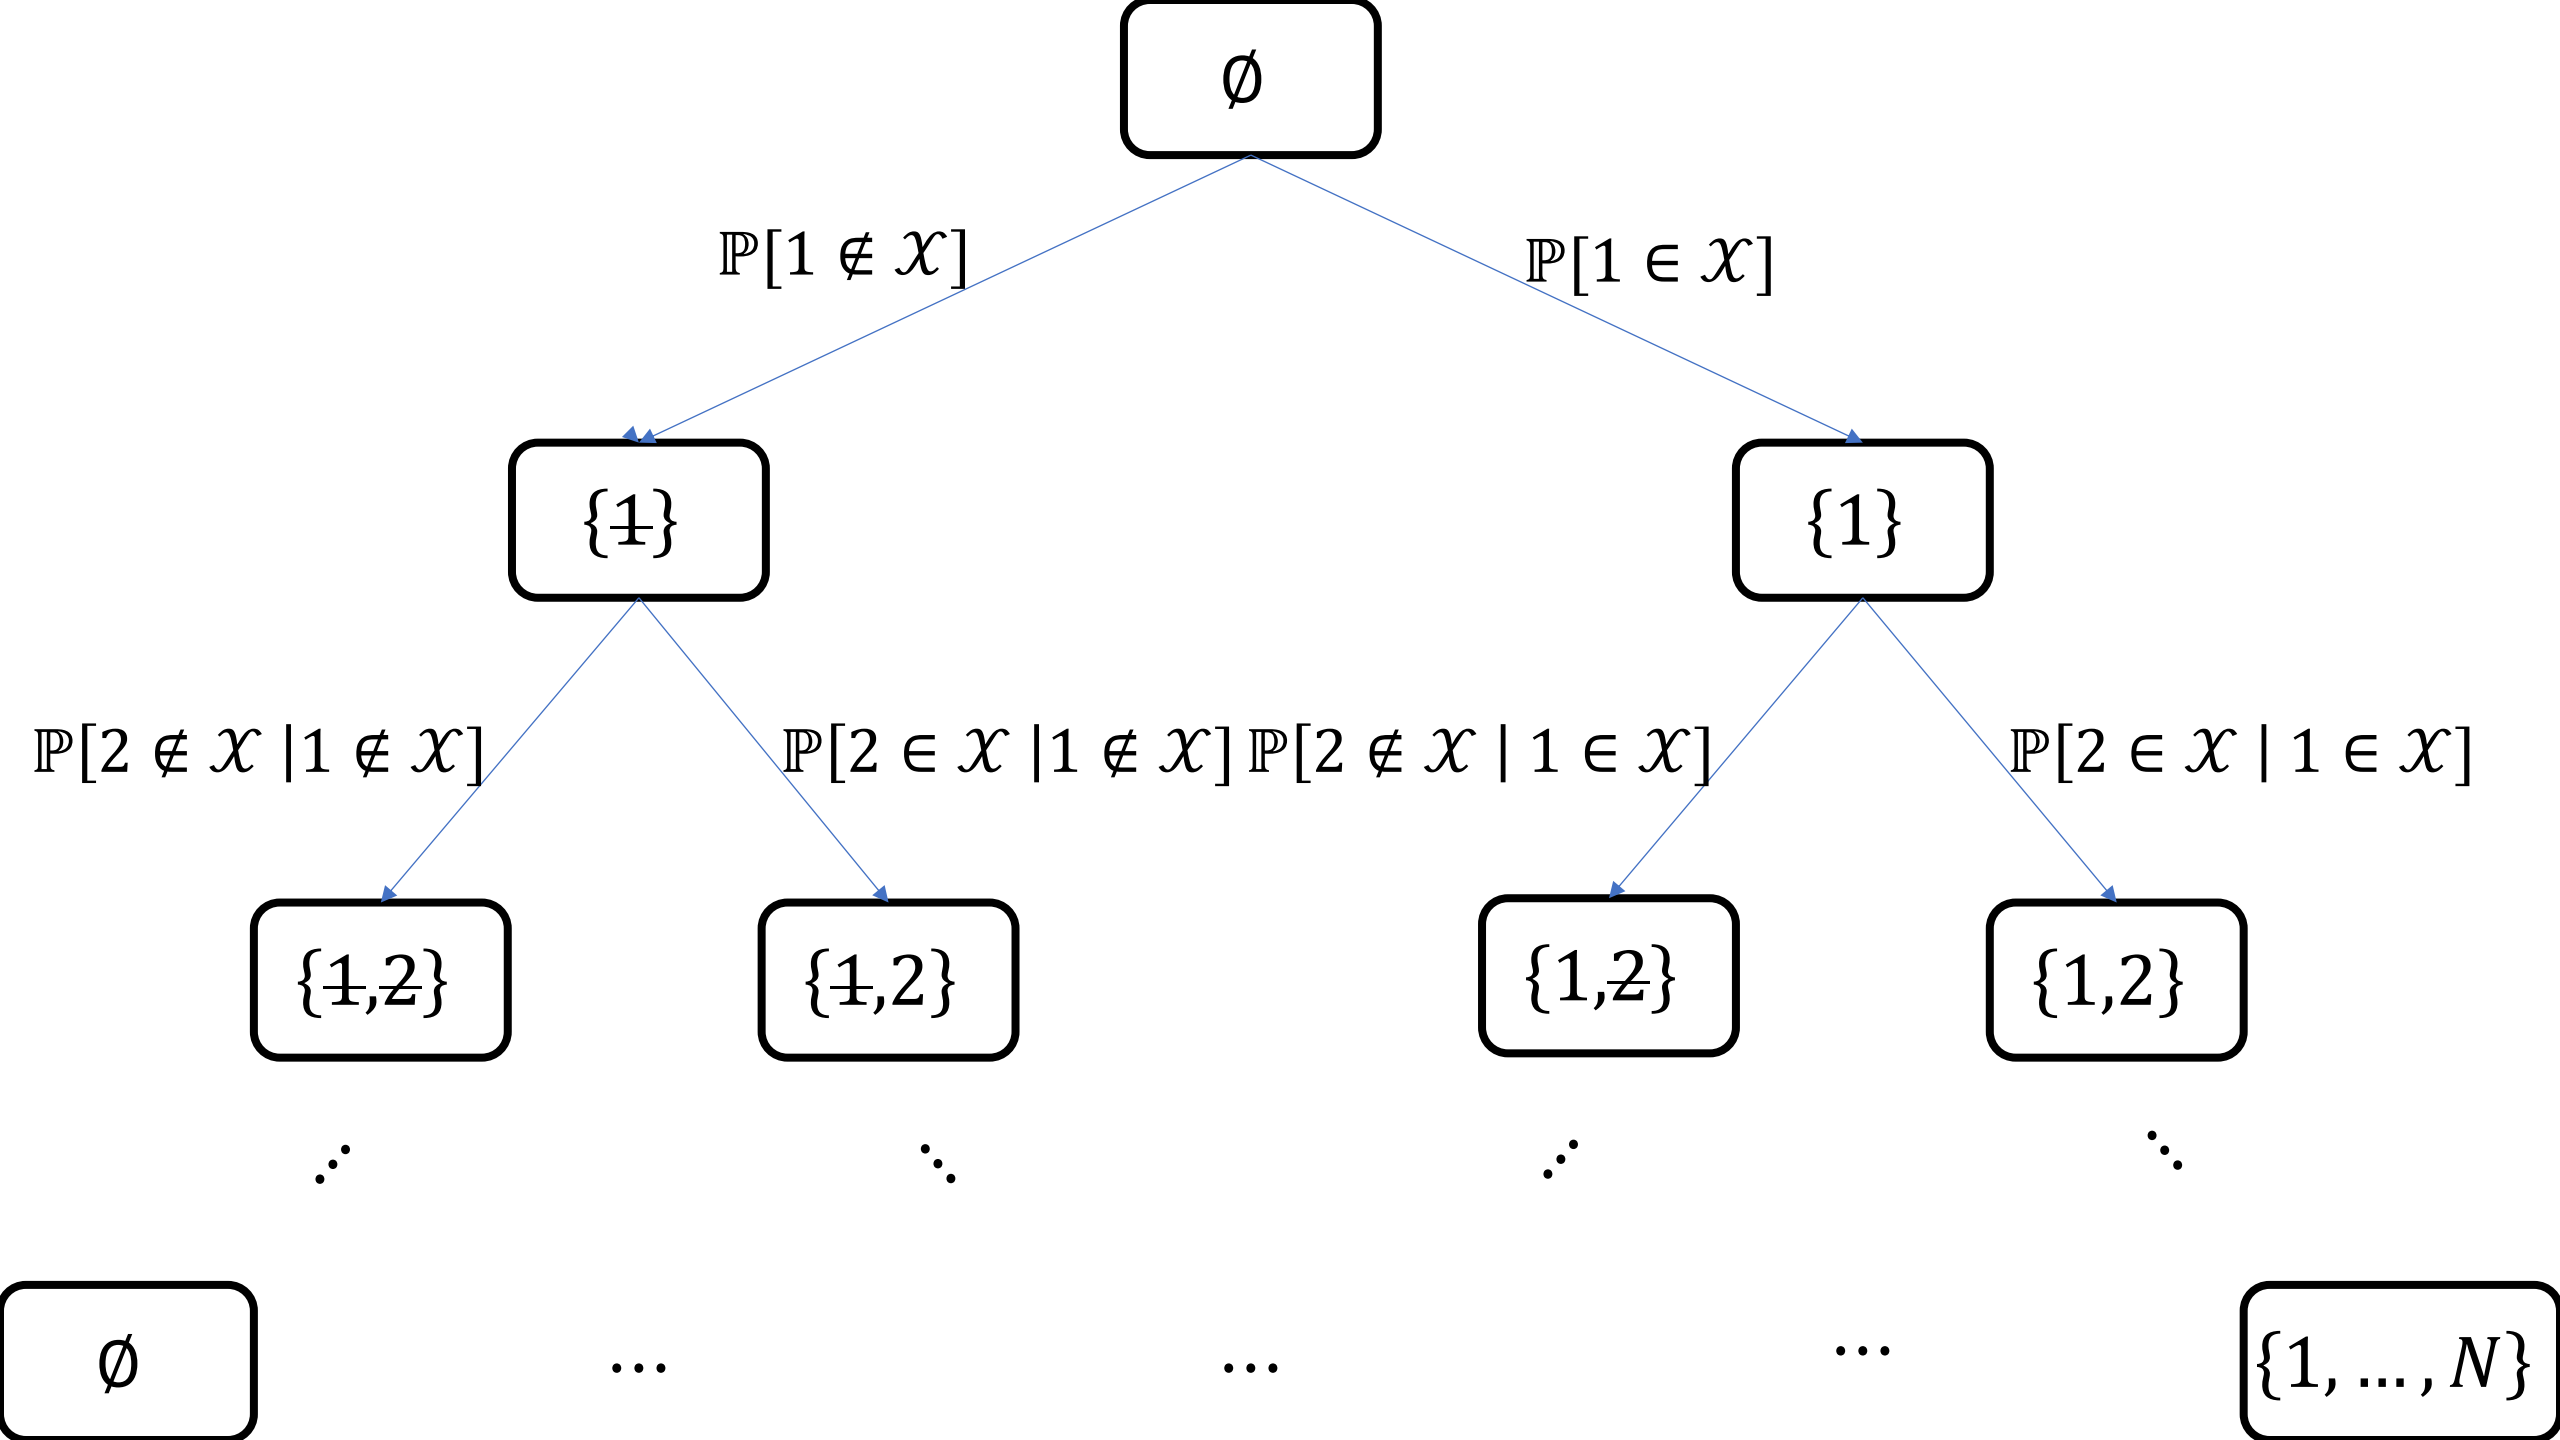 ∅
ℙ[1 ∉ 𝒳]
ℙ[1 ∈ 𝒳]
{1̶}
{1}
ℙ[2 ∉ 𝒳 |1 ∉ 𝒳]
ℙ[2 ∈ 𝒳 |1 ∉ 𝒳]
ℙ[2 ∉ 𝒳 | 1 ∈ 𝒳]
ℙ[2 ∈ 𝒳 | 1 ∈ 𝒳]
{1̶,2̶}
{1̶,2}
{1,2̶}
{1,2}
⋰
⋱
⋰
⋱
∅
…
…
…
{1, … , 𝑁}